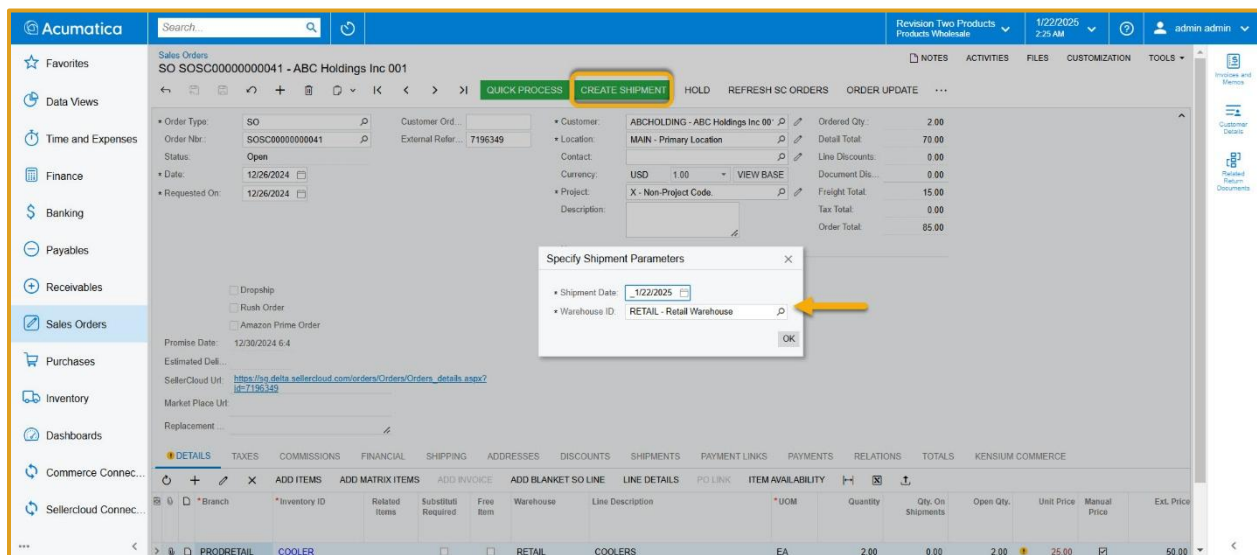 Acumatica
Search...
Revision Two Products
Products Wholesale
1/22/2025
2:25 AM
admin admin
Favorites
Data Views
Time and Expenses
Finance
Banking
Payables
Receivables
Sales Orders
Purchases
Inventory
Dashboards
Commerce Connec...
Sellercloud Connec...
...
Sales Orders
SO SOSC00000000041 - ABC Holdings Inc 001
NOTES ACTIVITIES FILES CUSTOMIZATION TOOLS
QUICK PROCESS CREATE SHIPMENT HOLD REFRESH SC ORDERS ORDER UPDATE ...
* Order Type: SO
Order Nbr.: SOSC00000000041
Status: Open
* Date: 12/26/2024
* Requested On: 12/26/2024
Customer Ord...
External Refer... 7196349
* Customer: ABCHOLDING - ABC Holdings Inc 00
* Location: MAIN - Primary Location
Contact:
Currency: USD 1.00 VIEW BASE
* Project: X - Non-Project Code.
Description:
Ordered Qty.: 2.00
Detail Total: 70.00
Line Discounts: 0.00
Document Dis... 0.00
Freight Total: 15.00
Tax Total: 0.00
Order Total: 85.00
Dropship
Rush Order
Amazon Prime Order
Promise Date: 12/30/2024 6:4
Estimated Deli...
SellerCloud Url: https://sg.delta.sellercloud.com/orders/Orders/Orders_details.aspx?
id=7196349
Market Place Url:
Replacement ...
Specify Shipment Parameters
* Shipment Date: _1/22/2025
* Warehouse ID: RETAIL - Retail Warehouse
OK
Invoices and
Memos
Customer
Details
Related
Return
Documents
DETAILS TAXES COMMISSIONS FINANCIAL SHIPPING ADDRESSES DISCOUNTS SHIPMENTS PAYMENT LINKS PAYMENTS RELATIONS TOTALS KENSIUM COMMERCE
ADD ITEMS ADD MATRIX ITEMS ADD INVOICE ADD BLANKET SO LINE LINE DETAILS PO LINK ITEM AVAILABILITY
* Branch * Inventory ID Related Items Substituti Required Free Item Warehouse Line Description * UOM Quantity Qty. On Shipments Open Qty. Unit Price Manual Price Ext. Price
PRODRETAIL COOLER RETAIL COOLERS EA 2.00 0.00 2.00 25.00 50.00